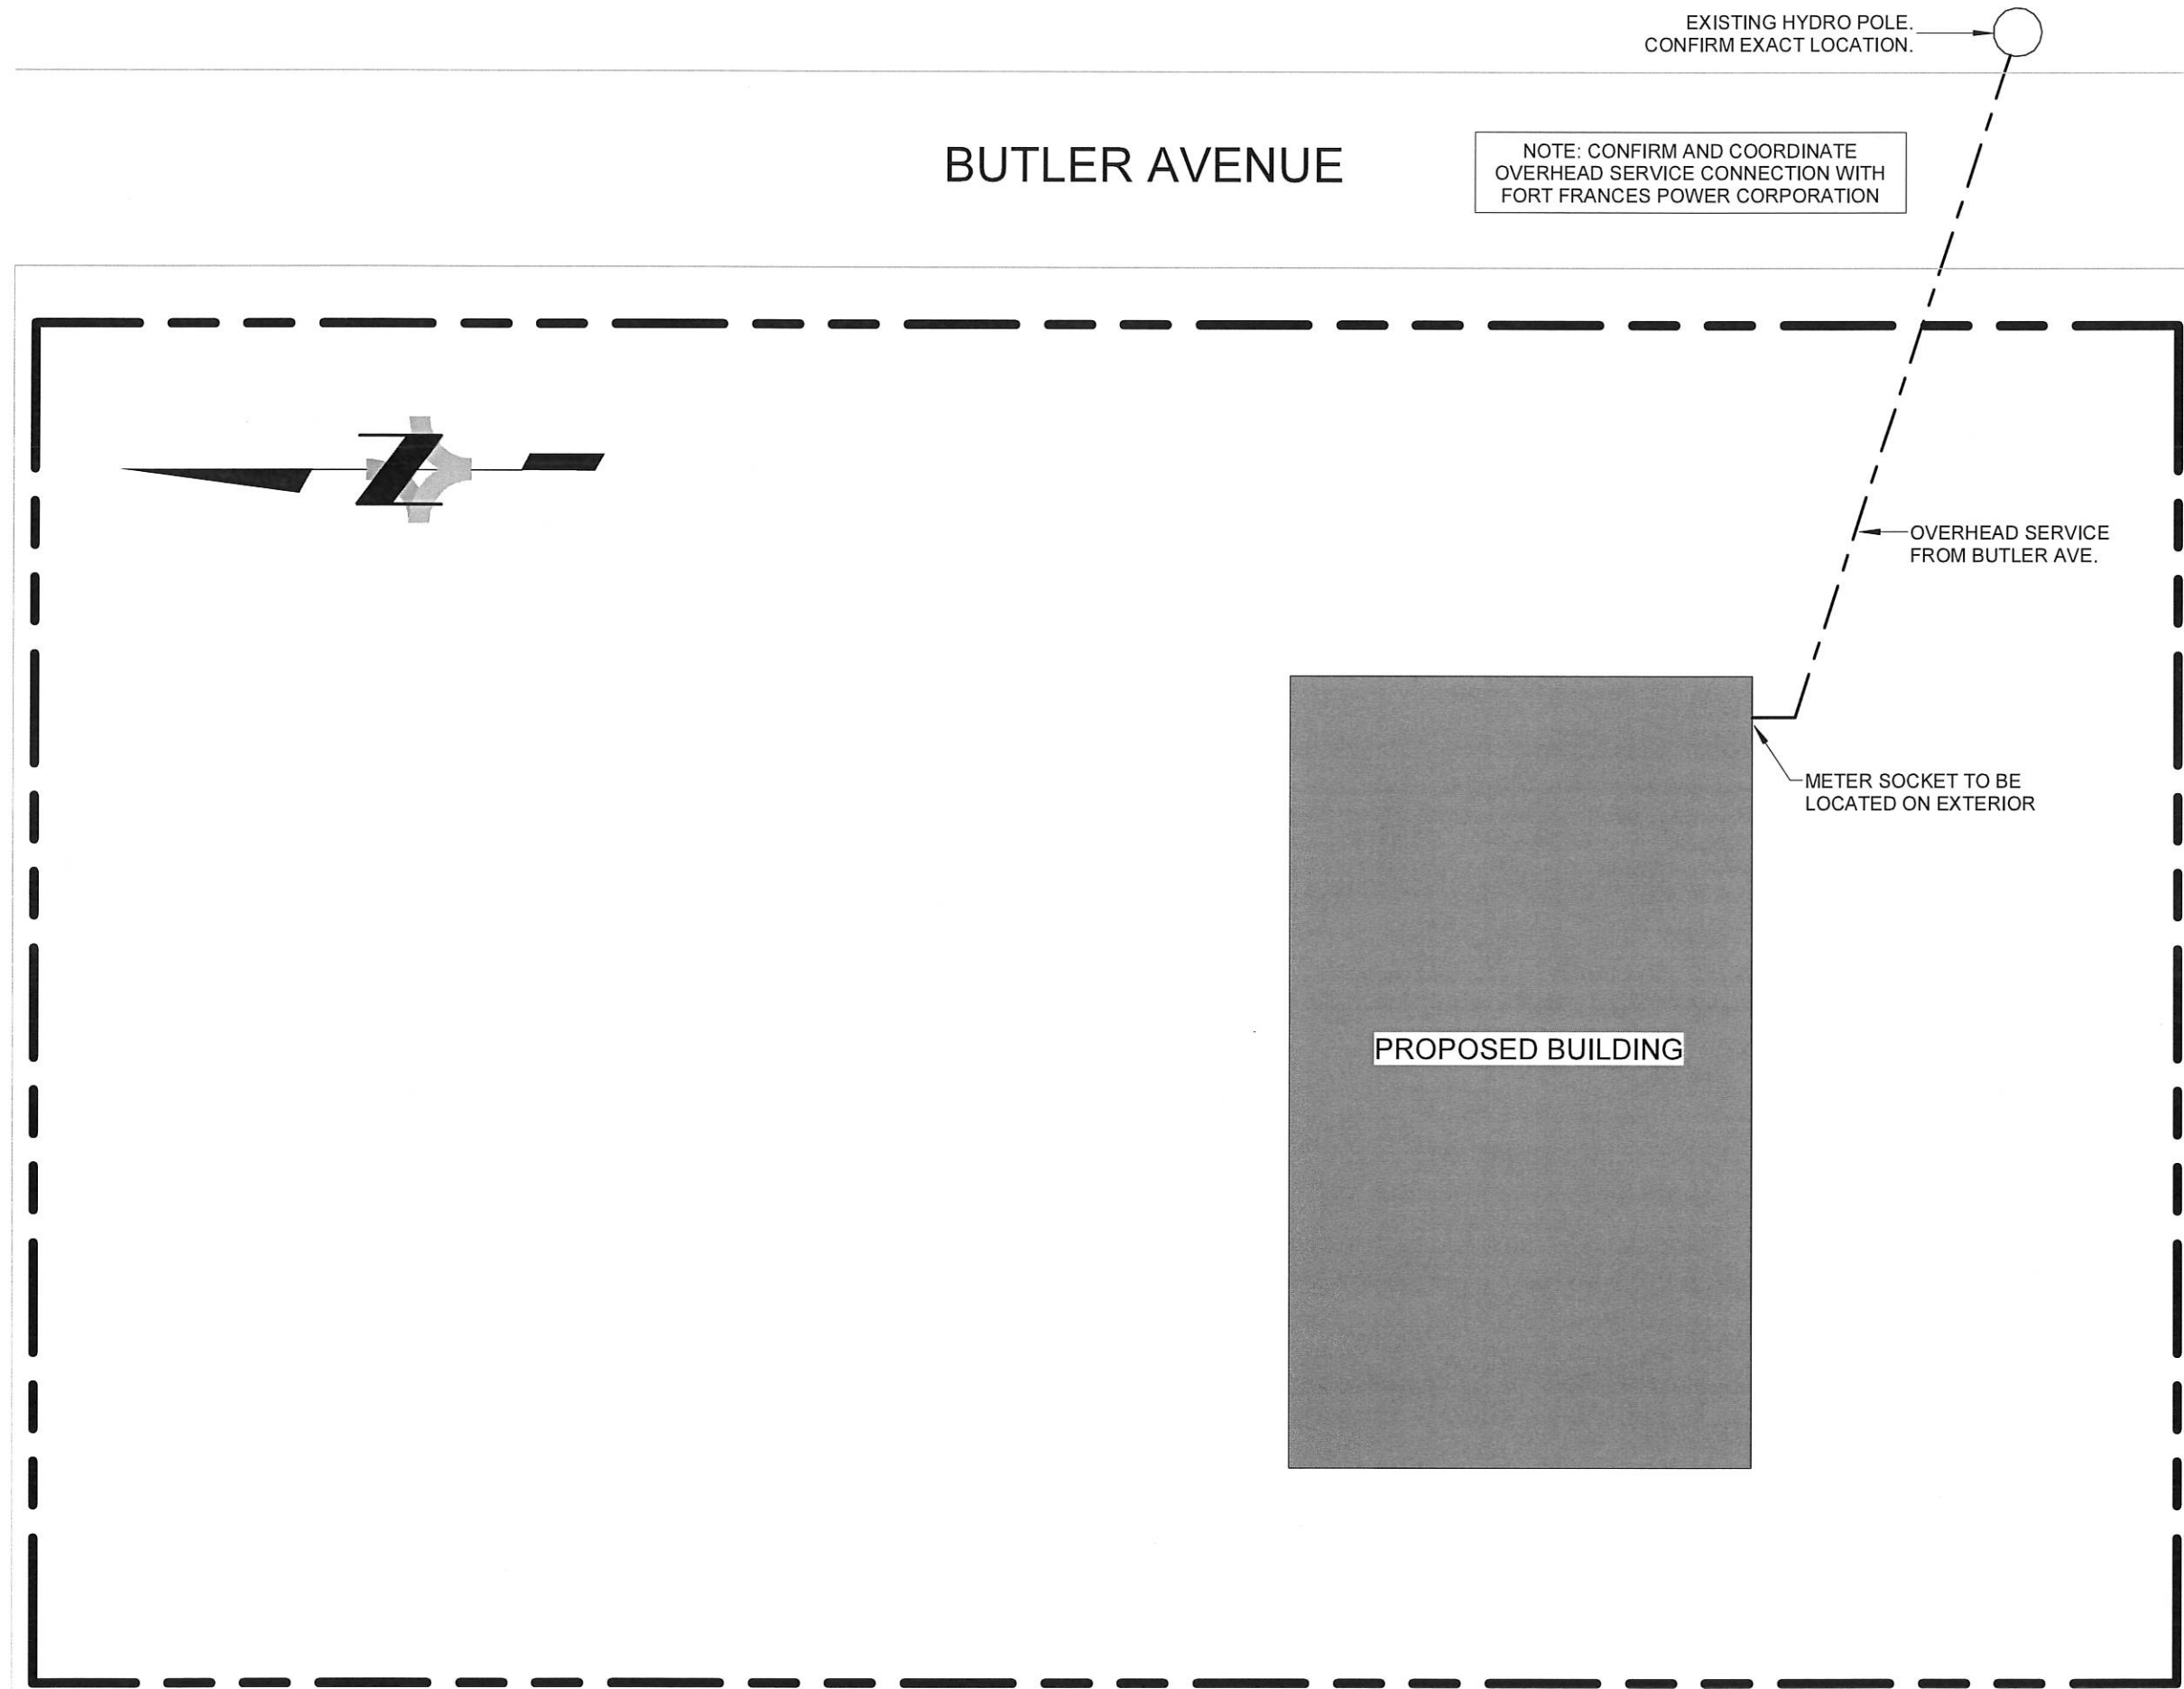 EXISTING HYDRO POLE.
CONFIRM EXACT LOCATION.
BUTLER AVENUE
NOTE: CONFIRM AND COORDINATE
OVERHEAD SERVICE CONNECTION WITH
FORT FRANCES POWER CORPORATION
N
OVERHEAD SERVICE
FROM BUTLER AVE.
METER SOCKET TO BE
LOCATED ON EXTERIOR
PROPOSED BUILDING